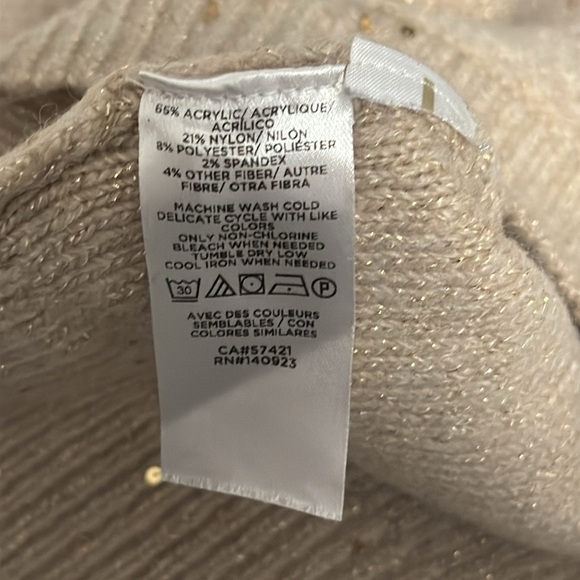 65% ACRYLIC/ ACRYLIQUE/
ACRÍLICO
21% NYLON/ NILÓN
8% POLYESTER/ POLIÉSTER
2% SPANDEX
4% OTHER FIBER/ AUTRE
FIBRE/ OTRA FIBRA
MACHINE WASH COLD
DELICATE CYCLE WITH LIKE
COLORS
ONLY NON-CHLORINE
BLEACH WHEN NEEDED
TUMBLE DRY LOW
COOL IRON WHEN NEEDED
30 P
AVEC DES COULEURS
SEMBLABLES / CON
COLORES SIMILARES
CA#57421
RN#140923